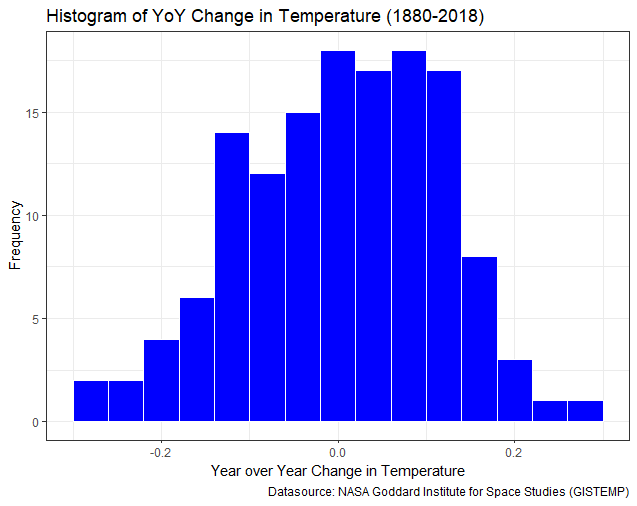 Histogram of YoY Change in Temperature (1880-2018)
Frequency
15
10
5
0
-0.2 0.0 0.2
Year over Year Change in Temperature
Datasource: NASA Goddard Institute for Space Studies (GISTEMP)